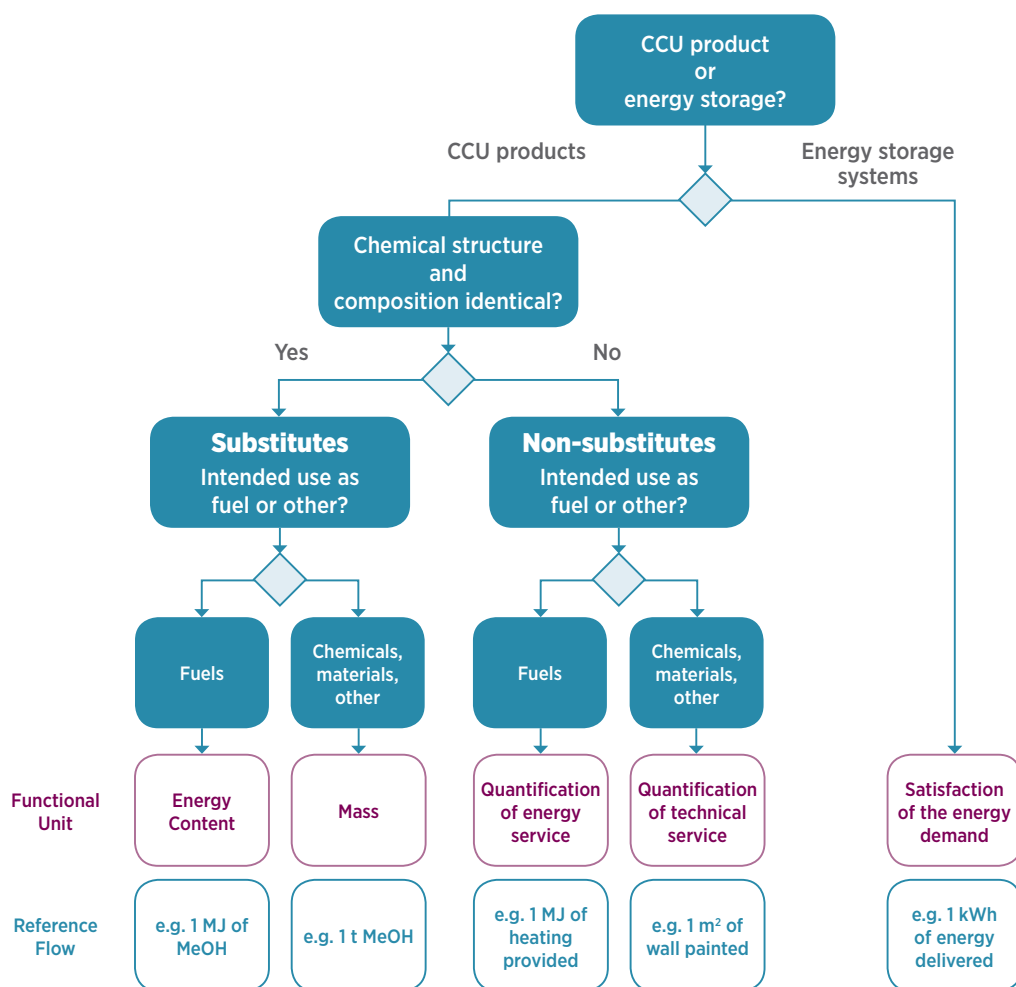 CCU product
or
energy storage?
CCU products
Energy storage
systems
Chemical structure
and
composition identical?
Yes
No
Substitutes
Intended use as
fuel or other?
Non-substitutes
Intended use as
fuel or other?
Fuels
Chemicals,
materials,
other
Fuels
Chemicals,
materials,
other
Functional
Unit
Energy
Content
Mass
Quantification
of energy
service
Quantification
of technical
service
Satisfaction
of the energy
demand
Reference
Flow
e.g. 1 MJ of
MeOH
e.g. 1 t MeOH
e.g. 1 MJ of
heating
provided
e.g. 1 m² of
wall painted
e.g. 1 kWh
of energy
delivered